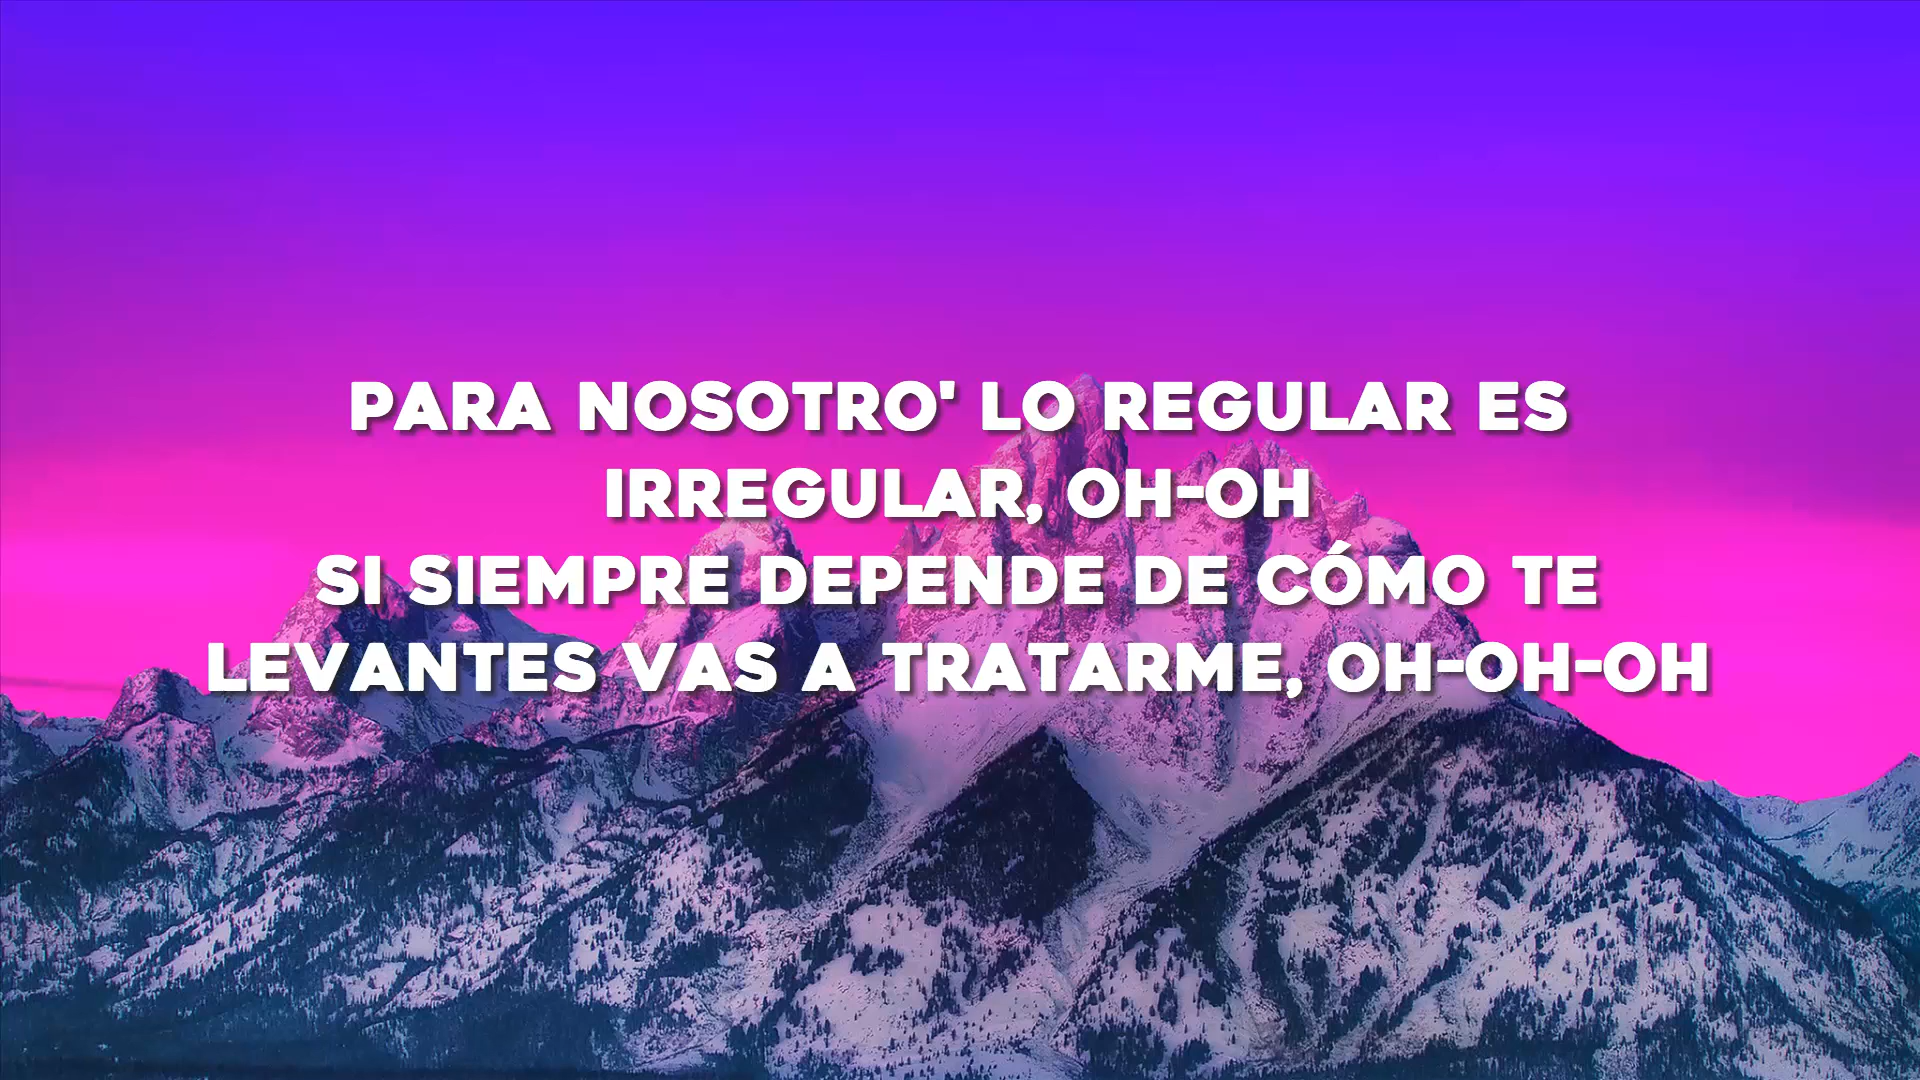 PARA NOSOTRO' LO REGULAR ES
IRREGULAR, OH-OH
SI SIEMPRE DEPENDE DE CÓMO TE
LEVANTES VAS A TRATARME, OH-OH-OH